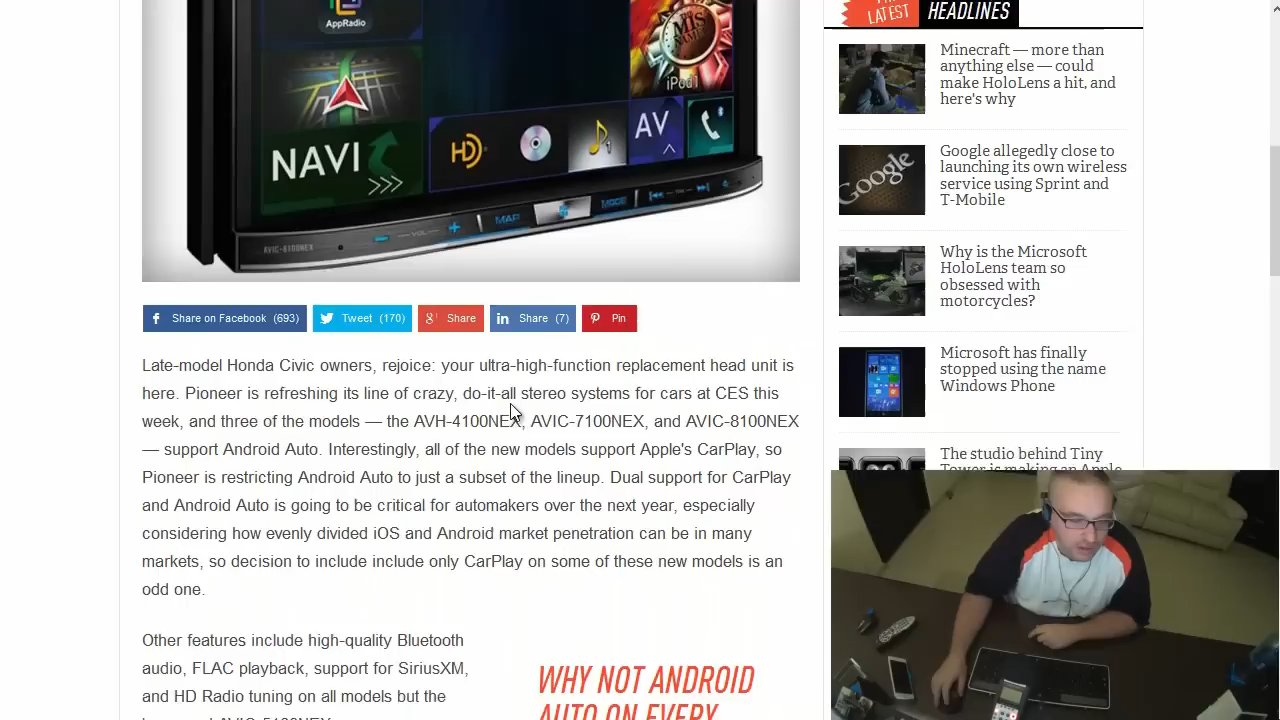 AppRadio
iPod1
NAVI
HD
AV
VOL
MAP
MODE
AVIC-8100NEX
Share on Facebook (693)
Tweet (170)
Share
Share (7)
Pin
Late-model Honda Civic owners, rejoice: your ultra-high-function replacement head unit is
here. Pioneer is refreshing its line of crazy, do-it-all stereo systems for cars at CES this
week, and three of the models — the AVH-4100NEX, AVIC-7100NEX, and AVIC-8100NEX
— support Android Auto. Interestingly, all of the new models support Apple's CarPlay, so
Pioneer is restricting Android Auto to just a subset of the lineup. Dual support for CarPlay
and Android Auto is going to be critical for automakers over the next year, especially
considering how evenly divided iOS and Android market penetration can be in many
markets, so decision to include include only CarPlay on some of these new models is an
odd one.
Other features include high-quality Bluetooth
audio, FLAC playback, support for SiriusXM,
and HD Radio tuning on all models but the
WHY NOT ANDROID
AUTO ON EVERY
LATEST HEADLINES
Minecraft — more than
anything else — could
make HoloLens a hit, and
here's why
Google
Google allegedly close to
launching its own wireless
service using Sprint and
T-Mobile
Why is the Microsoft
HoloLens team so
obsessed with
motorcycles?
Microsoft has finally
stopped using the name
Windows Phone
The studio behind Tiny
Tower is making an Apple